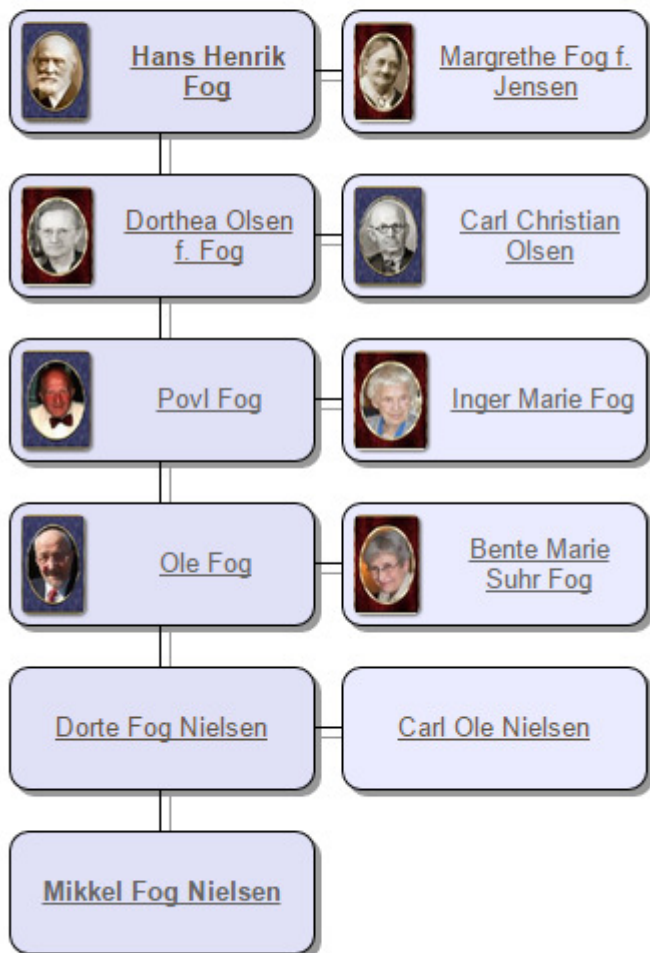 Hans Henrik
Fog
Margrethe Fog f.
Jensen
Dorthea Olsen
f. Fog
Carl Christian
Olsen
Povl Fog
Inger Marie Fog
Ole Fog
Bente Marie
Suhr Fog
Dorte Fog Nielsen
Carl Ole Nielsen
Mikkel Fog Nielsen